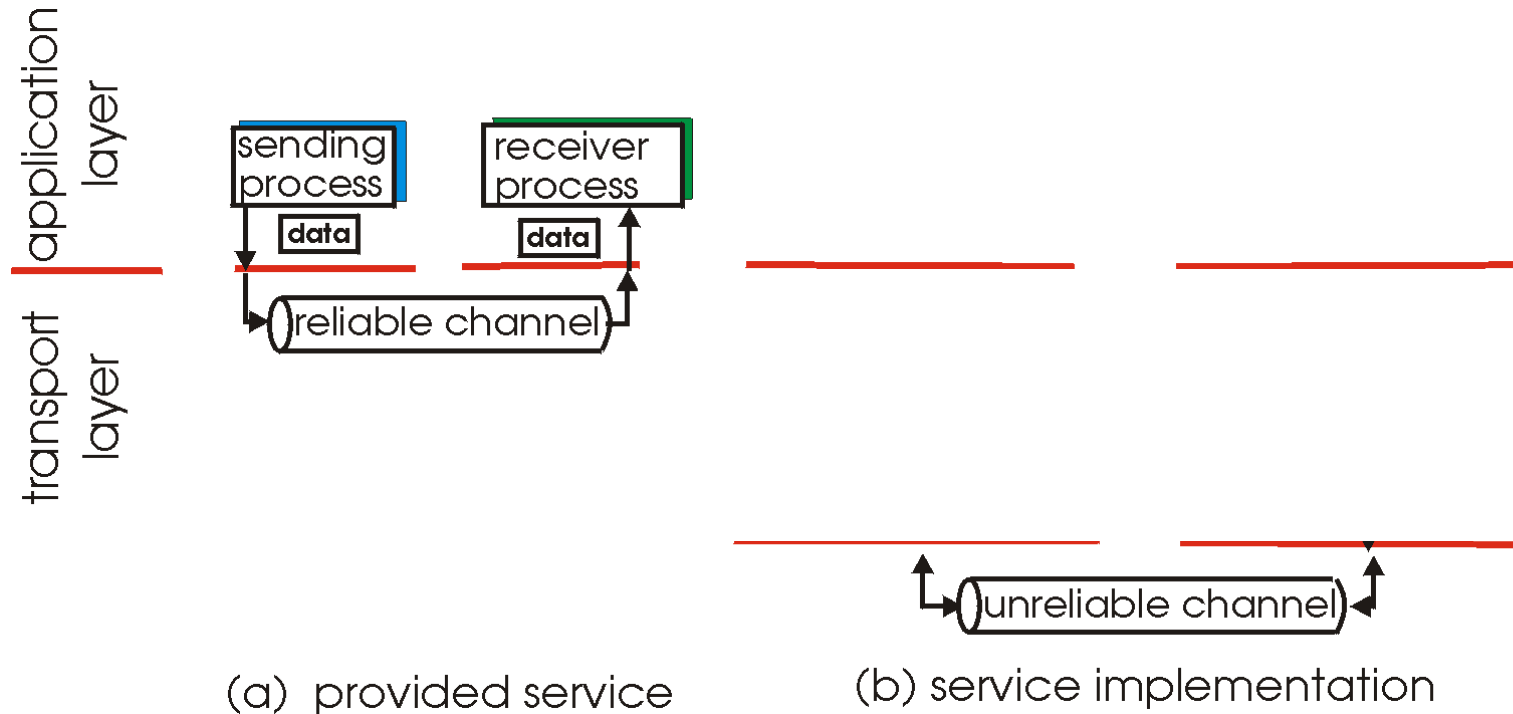 application
layer
sending
process
receiver
process
data
data
reliable channel
transport
layer
unreliable channel
(a) provided service
(b) service implementation